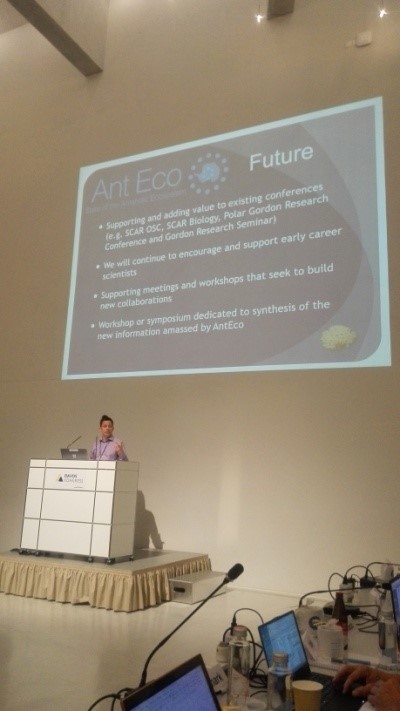 Ant Eco
Future
• Supporting and adding value to existing conferences
(e.g. SCAR OSC, SCAR Biology, Polar Gordon Research
Conference and Gordon Research Seminar)
• We will continue to encourage and support early career
scientists
• Supporting meetings and workshops that seek to build
new collaborations
• Workshop or symposium dedicated to synthesis of the
new information amassed by AntEco
DAVOS
CONGRESS